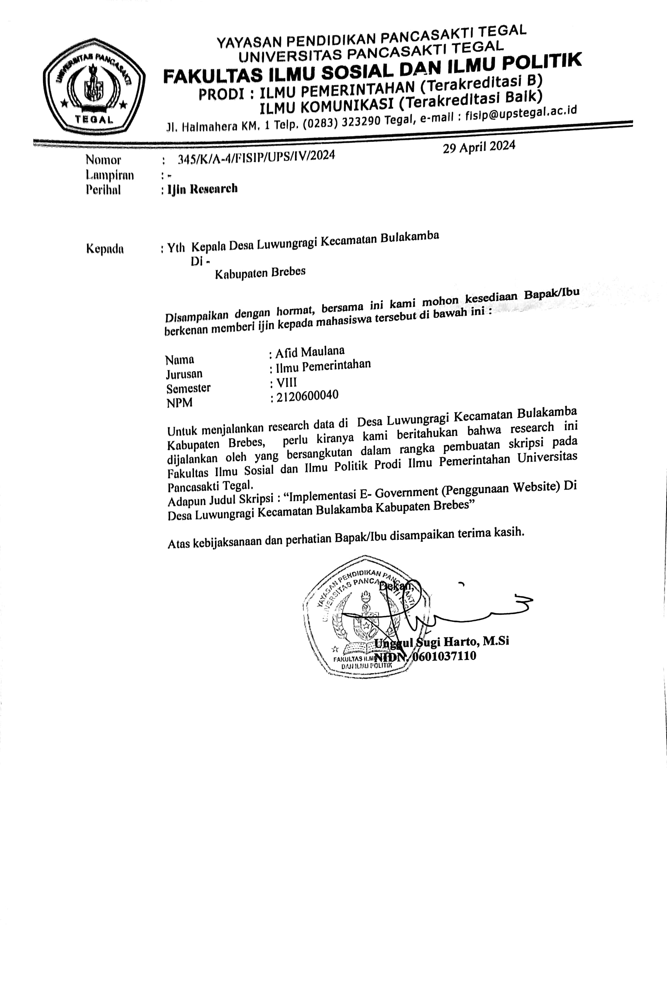 UNIVERSITAS PANCASAKTI
TEGAL
YAYASAN PENDIDIKAN PANCASAKTI TEGAL
UNIVERSITAS PANCASAKTI TEGAL
FAKULTAS ILMU SOSIAL DAN ILMU POLITIK
PRODI : ILMU PEMERINTAHAN (Terakreditasi B)
ILMU KOMUNIKASI (Terakreditasi Baik)
Jl. Halmahera KM. 1 Telp. (0283) 323290 Tegal, e-mail : fisip@upstegal.ac.id
29 April 2024
Nomor : 345/K/A-4/FISIP/UPS/IV/2024
Lampiran : -
Perihal : Ijin Research
Kepada : Yth Kepala Desa Luwungragi Kecamatan Bulakamba
Di -
Kabupaten Brebes
Disampaikan dengan hormat, bersama ini kami mohon kesediaan Bapak/Ibu
berkenan memberi ijin kepada mahasiswa tersebut di bawah ini :
Nama : Afid Maulana
Jurusan : Ilmu Pemerintahan
Semester : VIII
NPM : 2120600040
Untuk menjalankan research data di Desa Luwungragi Kecamatan Bulakamba
Kabupaten Brebes, perlu kiranya kami beritahukan bahwa research ini
dijalankan oleh yang bersangkutan dalam rangka pembuatan skripsi pada
Fakultas Ilmu Sosial dan Ilmu Politik Prodi Ilmu Pemerintahan Universitas
Pancasakti Tegal.
Adapun Judul Skripsi : “Implementasi E- Government (Penggunaan Website) Di
Desa Luwungragi Kecamatan Bulakamba Kabupaten Brebes”
Atas kebijaksanaan dan perhatian Bapak/Ibu disampaikan terima kasih.
YAYASAN PENDIDIKAN PANCASAKTI
UNIVERSITAS PANCASAKTI TEGAL
Dekan,
Unggul Sugi Harto, M.Si
NIDN. 0601037110
FAKULTAS ILMU
DAN ILMU POLITIK